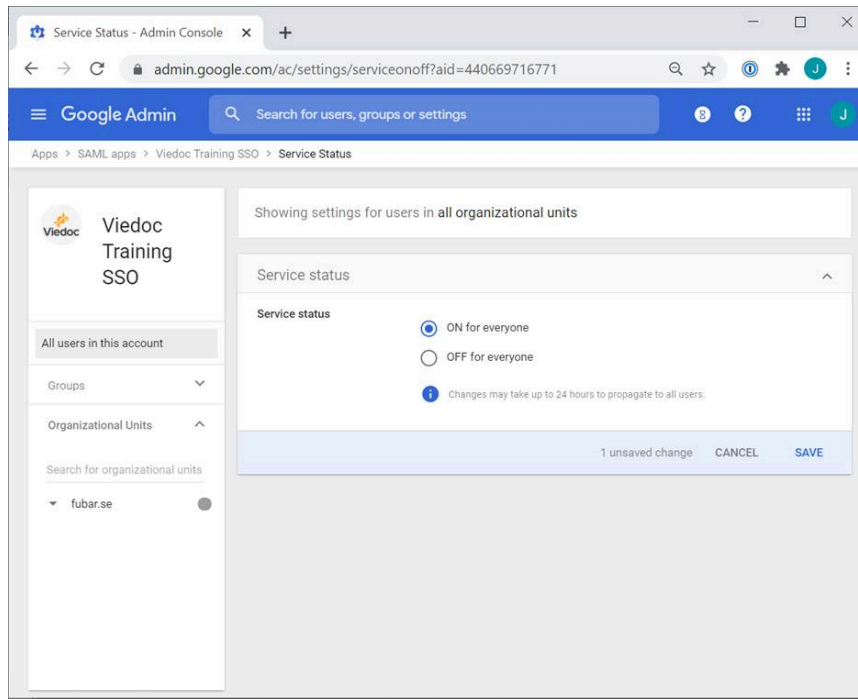 Service Status - Admin Console
admin.google.com/ac/settings/serviceonoff?aid=440669716771
J
Google Admin
Search for users, groups or settings
8
?
J
Apps > SAML apps > Viedoc Training SSO > Service Status
Viedoc
Viedoc
Training
SSO
Showing settings for users in all organizational units
Service status
Service status
ON for everyone
OFF for everyone
Changes may take up to 24 hours to propagate to all users.
1 unsaved change CANCEL SAVE
All users in this account
Groups
Organizational Units
Search for organizational units
fubar.se